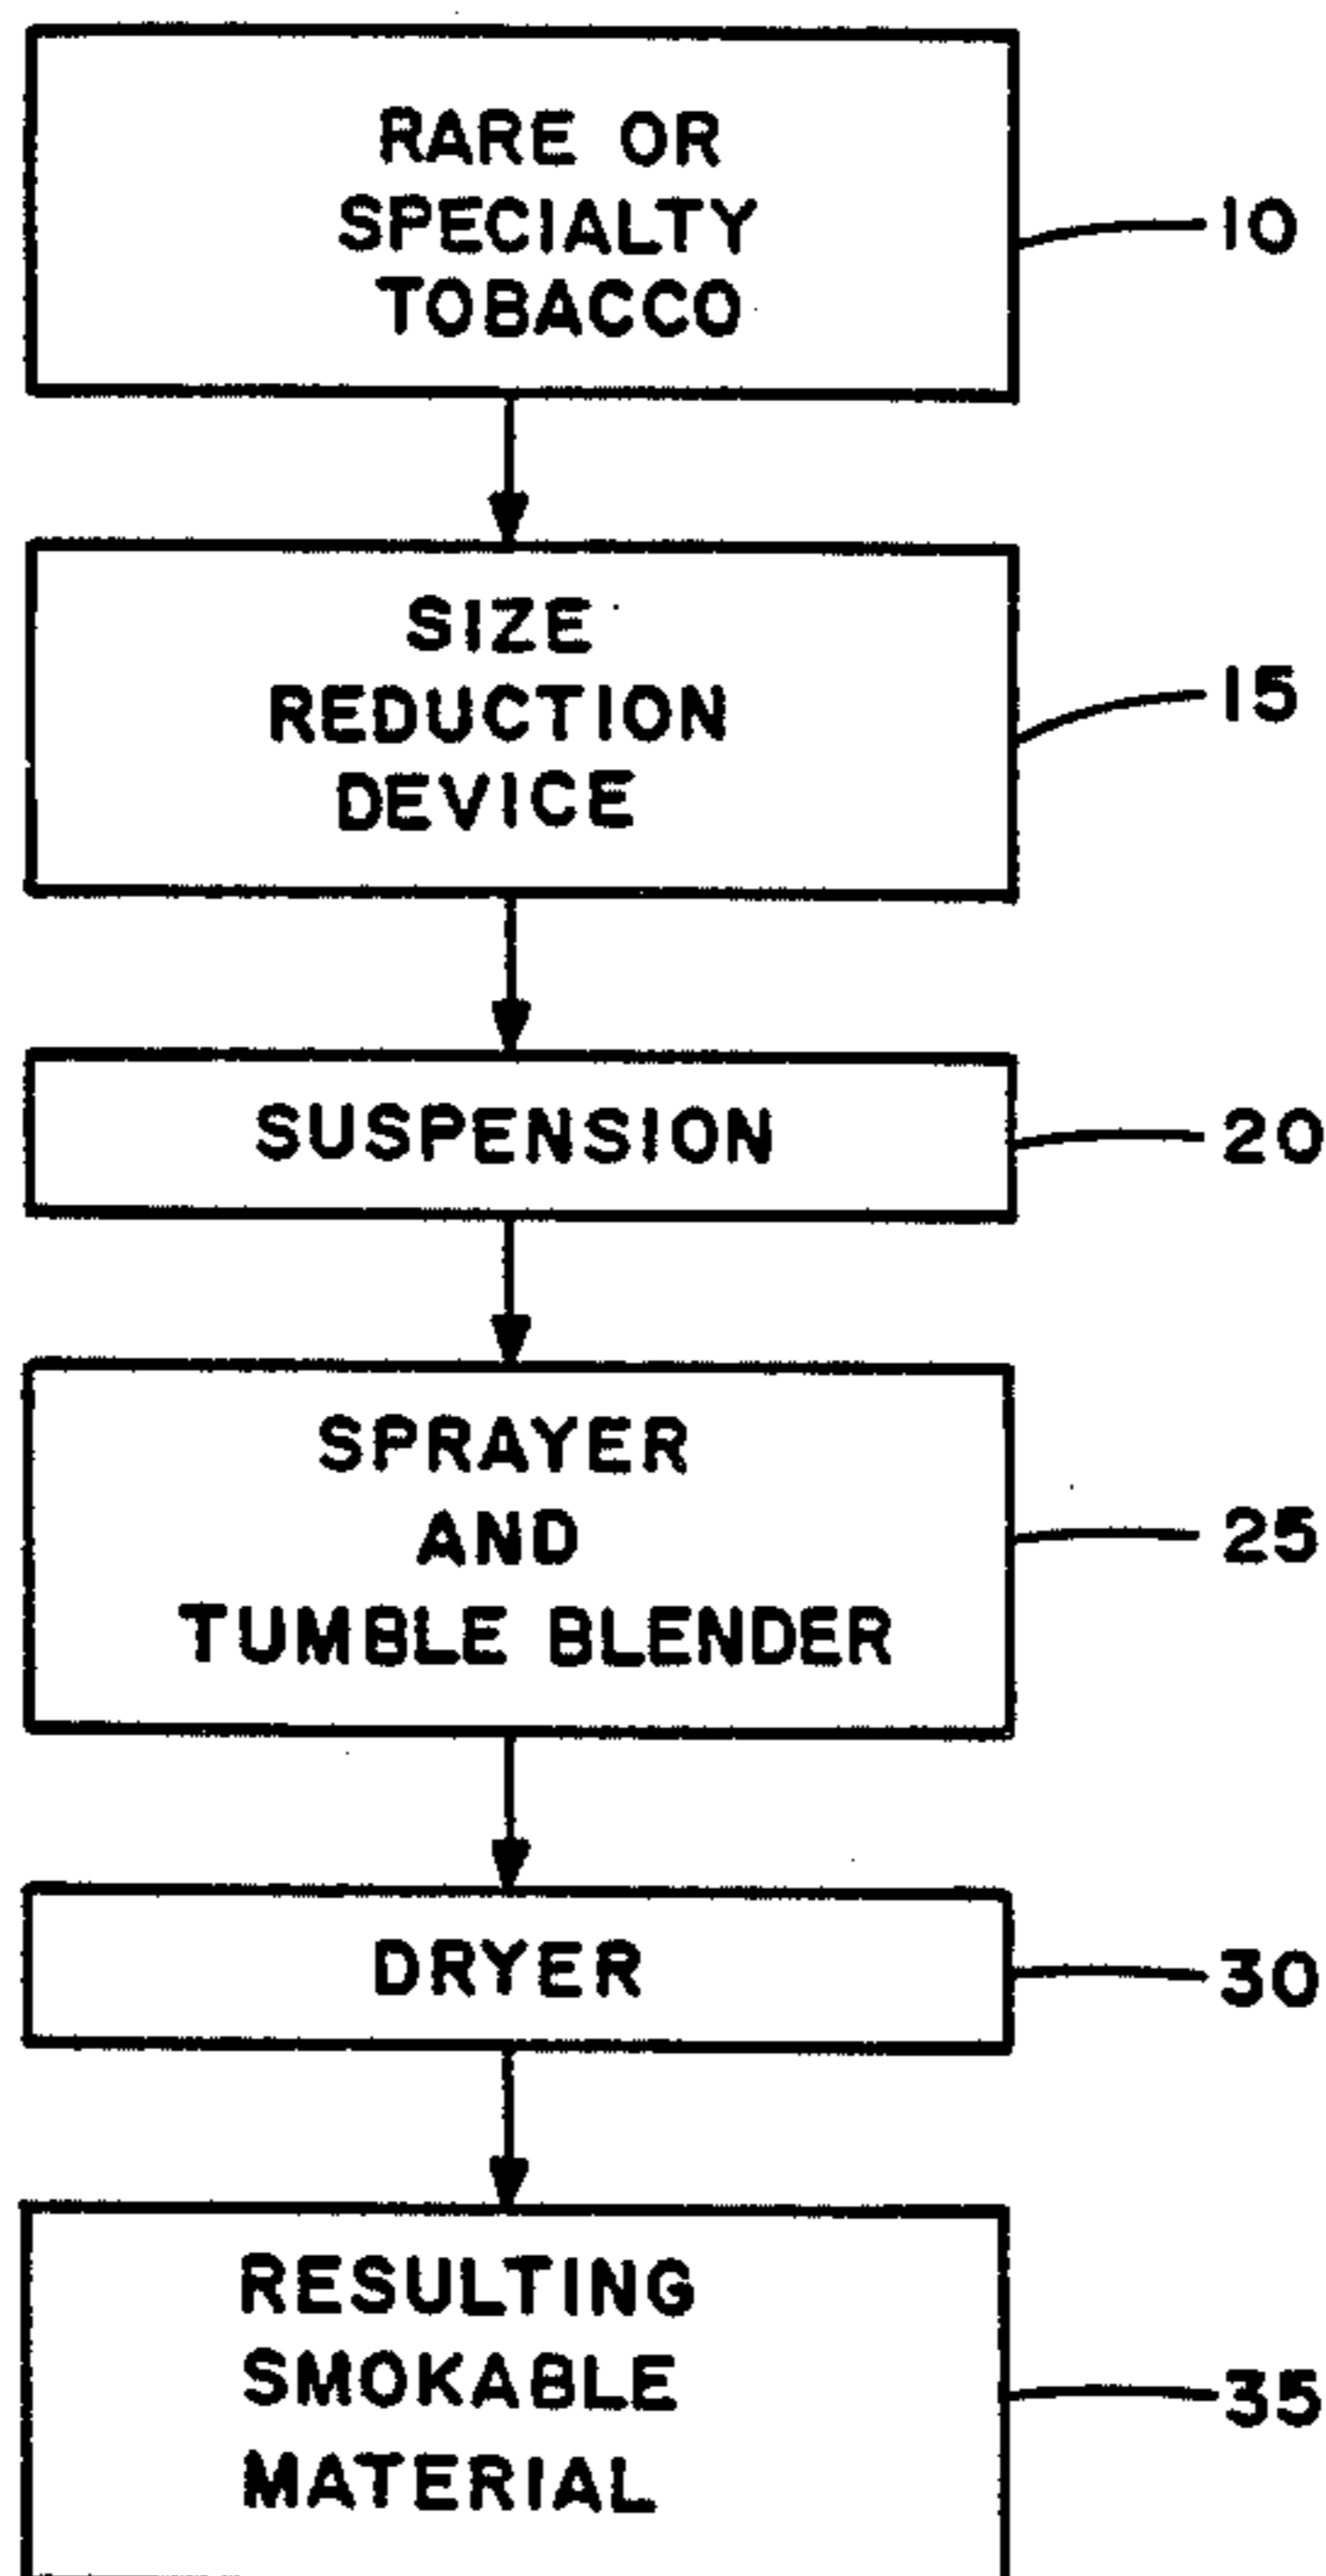 RARE OR
SPECIALTY
TOBACCO
10
SIZE
REDUCTION
DEVICE
15
SUSPENSION
20
SPRAYER
AND
TUMBLE BLENDER
25
DRYER
30
RESULTING
SMOKABLE
MATERIAL
35